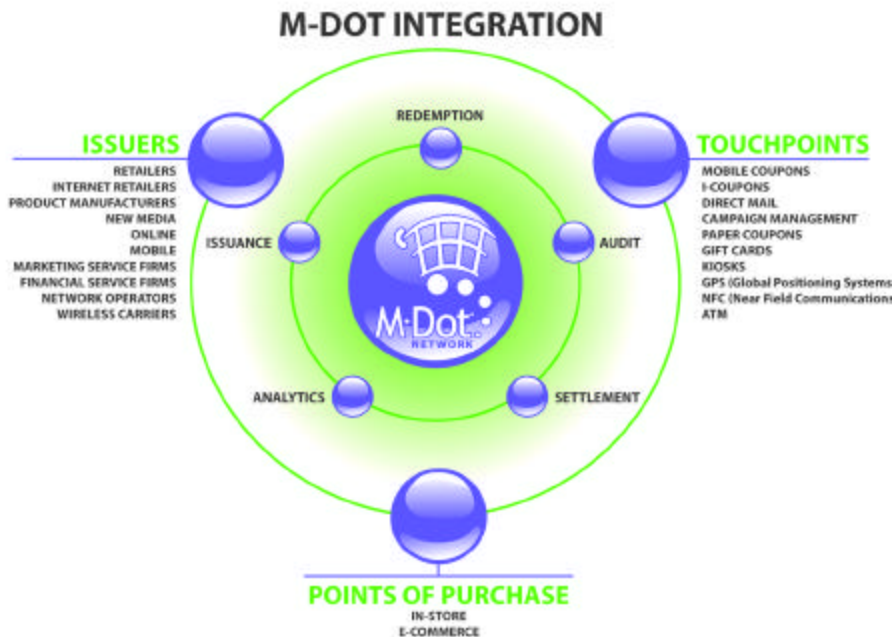 M-DOT INTEGRATION
REDEMPTION
ISSUERS
RETAILERS
INTERNET RETAILERS
PRODUCT MANUFACTURERS
NEW MEDIA
ONLINE
MOBILE
MARKETING SERVICE FIRMS
FINANCIAL SERVICE FIRMS
NETWORK OPERATORS
WIRELESS CARRIERS
TOUCHPOINTS
MOBILE COUPONS
I-COUPONS
DIRECT MAIL
CAMPAIGN MANAGEMENT
PAPER COUPONS
GIFT CARDS
KIOSKS
GPS (Global Positioning Systems
NFC (Near Field Communications
ATM
ISSUANCE
AUDIT
M·Dot
NETWORK
ANALYTICS
SETTLEMENT
POINTS OF PURCHASE
IN-STORE
E-COMMERCE